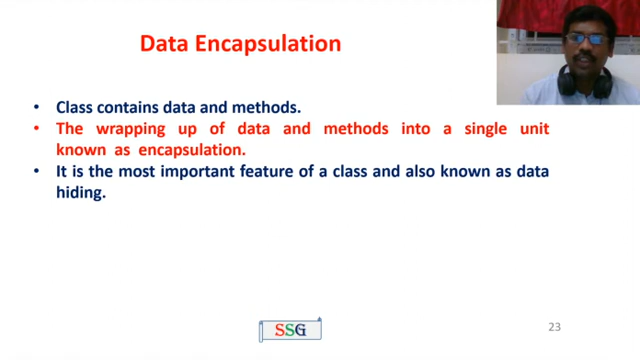 Data Encapsulation
• Class contains data and methods.
• The wrapping up of data and methods into a single unit
known as encapsulation.
• It is the most important feature of a class and also known as data
hiding.
SSG
23